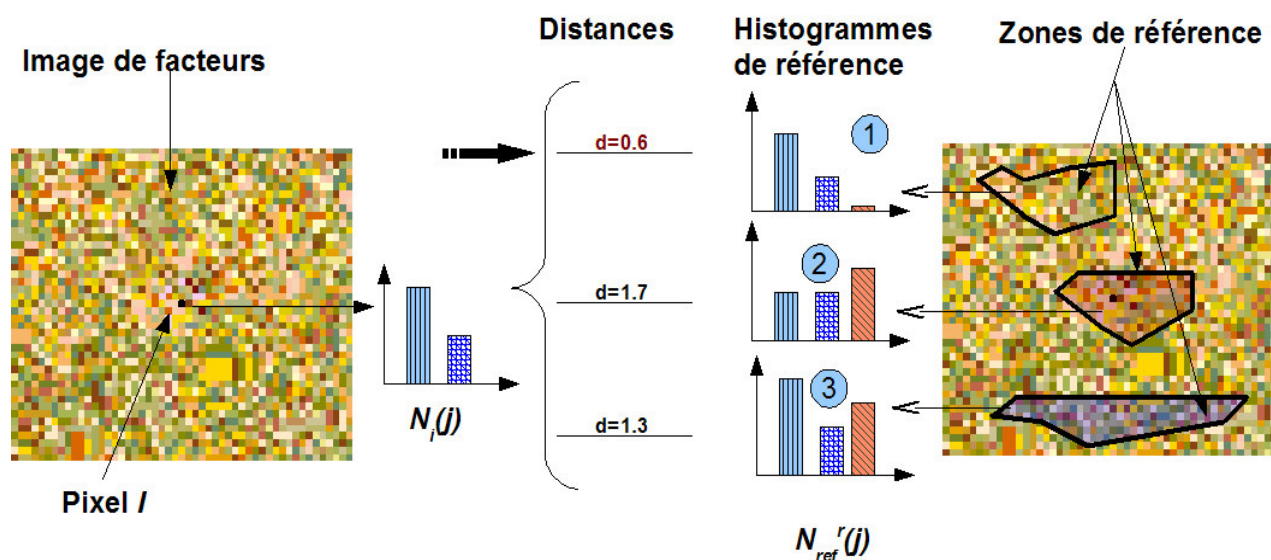 Distances
Histogrammes
de référence
Zones de référence
Image de facteurs
1
d=0.6
2
d=1.7
3
d=1.3
N_i(j)
Pixel I
N_ref^r(j)